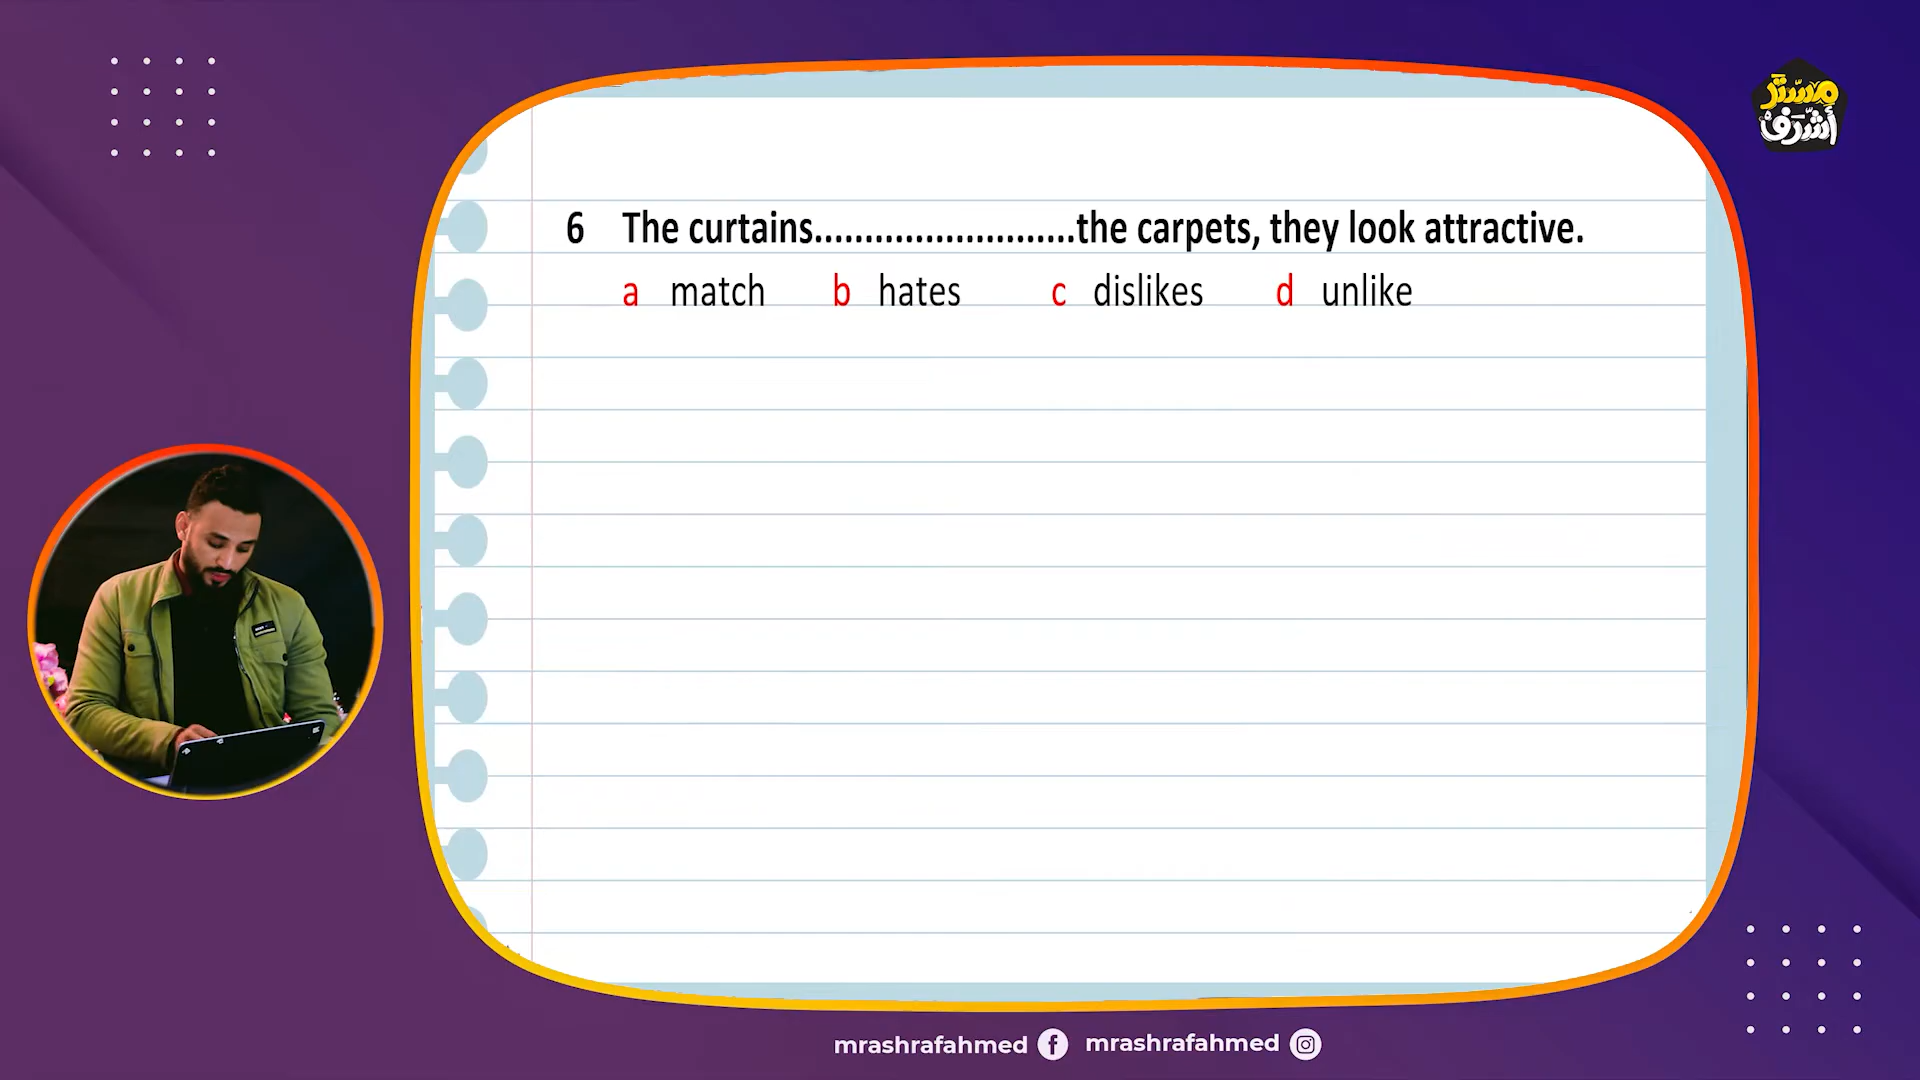 مستر
أشرف
6 The curtains..........................the carpets, they look attractive.
a match b hates c dislikes d unlike
mrashrafahmed mrashrafahmed